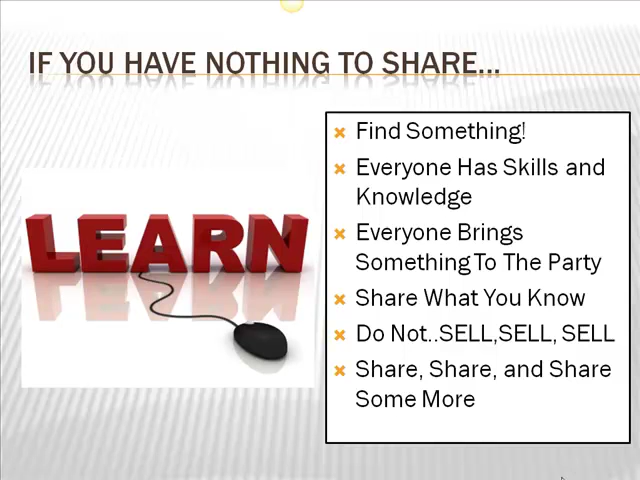 IF YOU HAVE NOTHING TO SHARE…
LEARN
Find Something!
Everyone Has Skills and
Knowledge
Everyone Brings
Something To The Party
Share What You Know
Do Not..SELL,SELL, SELL
Share, Share, and Share
Some More